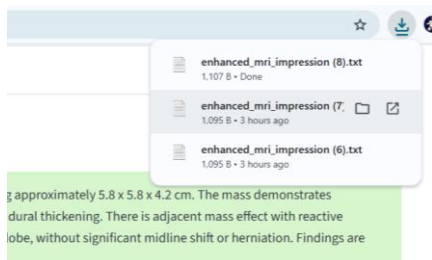 enhanced_mri_impression (8).txt
1,107 B • Done
enhanced_mri_impression (7
1,095 B • 3 hours ago
enhanced_mri_impression (6).txt
1,095 B • 3 hours ago
approximately 5.8 x 5.8 x 4.2 cm. The mass demonstrates
dural thickening. There is adjacent mass effect with reactive
lobe, without significant midline shift or herniation. Findings are